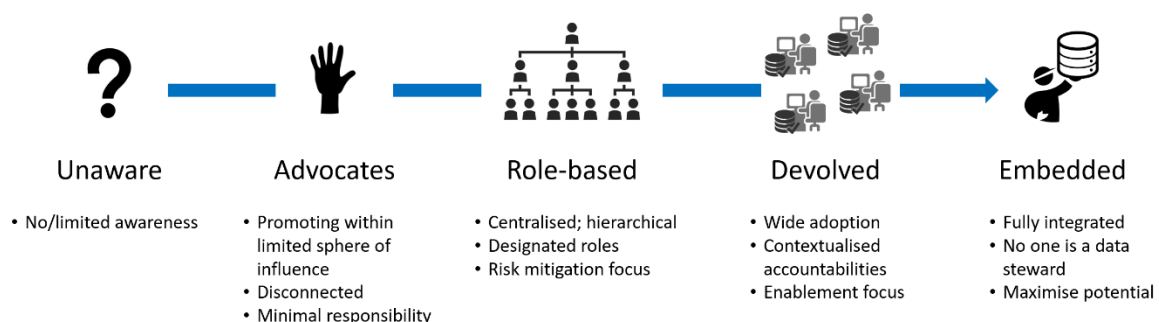 ?
Unaware
• No/limited awareness
Advocates
• Promoting within
limited sphere of
influence
• Disconnected
• Minimal responsibility
Role-based
• Centralised; hierarchical
• Designated roles
• Risk mitigation focus
Devolved
• Wide adoption
• Contextualised
accountabilities
• Enablement focus
Embedded
• Fully integrated
• No one is a data
steward
• Maximise potential